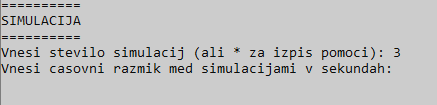 ==========
SIMULACIJA
==========
Vnesi stevilo simulacij (ali * za izpis pomoci): 3
Vnesi casovni razmik med simulacijami v sekundah: